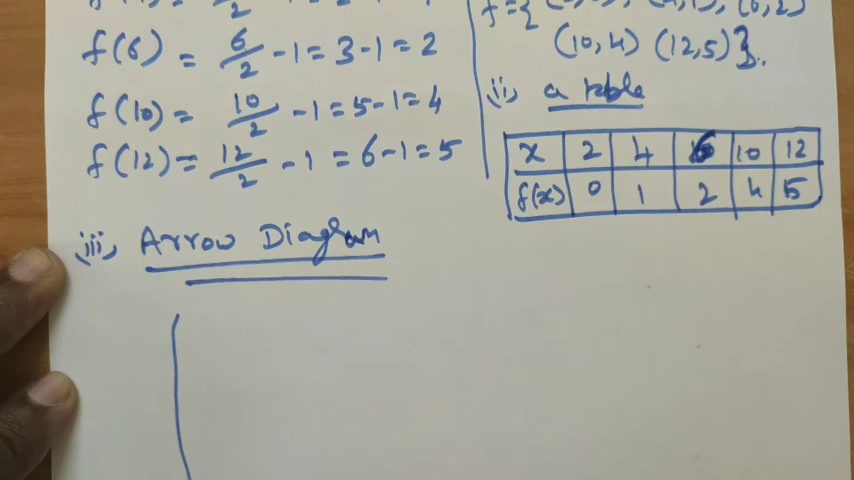 f(6) = 6/2 - 1 = 3 - 1 = 2
f(10) = 10/2 - 1 = 5 - 1 = 4
f(12) = 12/2 - 1 = 6 - 1 = 5
f = {
(10,4) (12,5)}.
(ii) a table
x 2 4 6 10 12
f(x) 0 1 2 4 5
(iii) Arrow Diagram